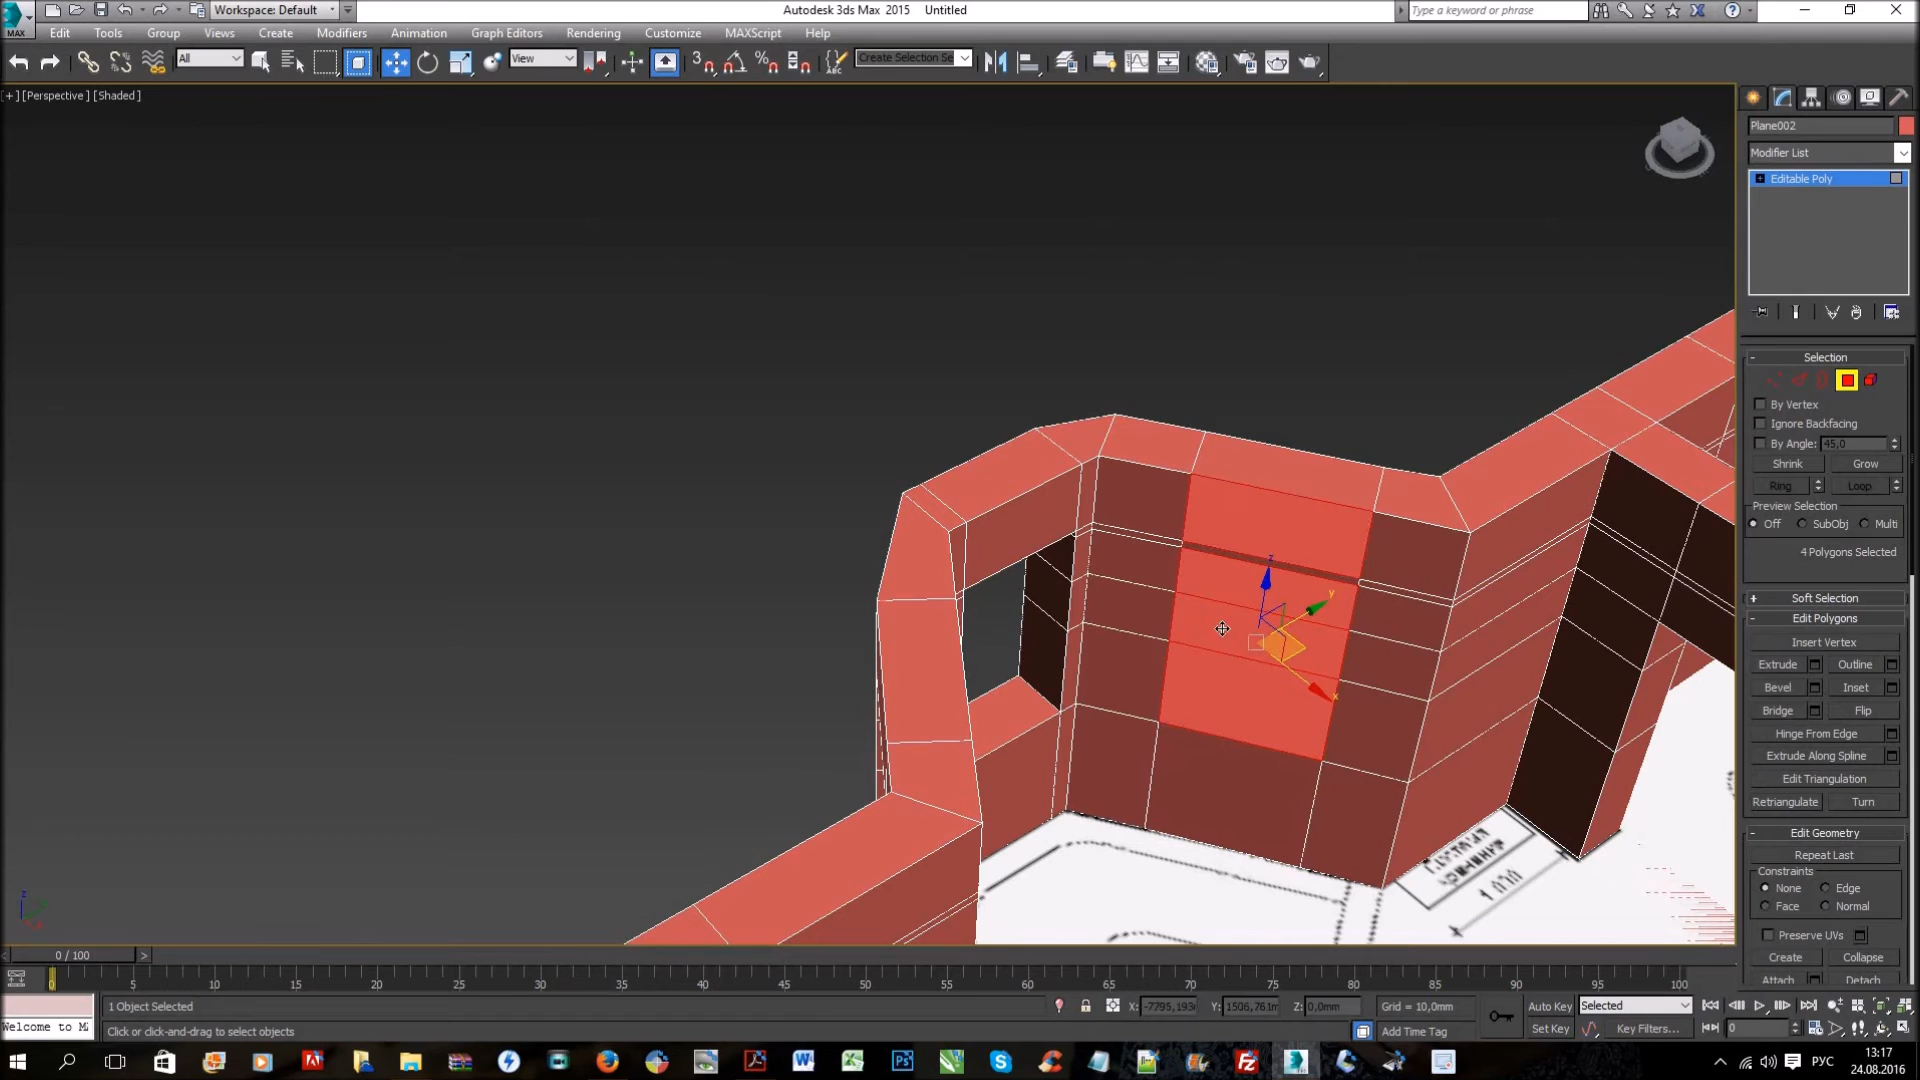 Workspace: Default
Autodesk 3ds Max 2015 Untitled
Type a keyword or phrase
MAX Edit Tools Group Views Create Modifiers Animation Graph Editors Rendering Customize MAXScript Help
All View 3 ABC Create Selection Se
[+][Perspective][Shaded]
Plane002
Modifier List
Editable Poly
Selection
By Vertex
Ignore Backfacing
By Angle: 45,0
Shrink Grow
Ring Loop
Preview Selection
Off SubObj Multi
4 Polygons Selected
Soft Selection
Edit Polygons
Insert Vertex
Extrude Outline
Bevel Inset
Bridge Flip
Hinge From Edge
Extrude Along Spline
Edit Triangulation
Retriangulate Turn
Edit Geometry
Repeat Last
Constraints
None Edge
Face Normal
Preserve UVs
Create Collapse
Attach Detach
z
y
x
z
0 / 100
0 5 10 15 20 25 30 35 40 45 50 55 60 65 70 75 80 85 90 95 100
1 Object Selected
X: -7795,193 Y: 1506,761m Z: 0,0mm Grid = 10,0mm
Auto Key Selected
Welcome to M
Click or click-and-drag to select objects
Add Time Tag
Set Key Key Filters... 0
РУС
13:17
24.08.2016